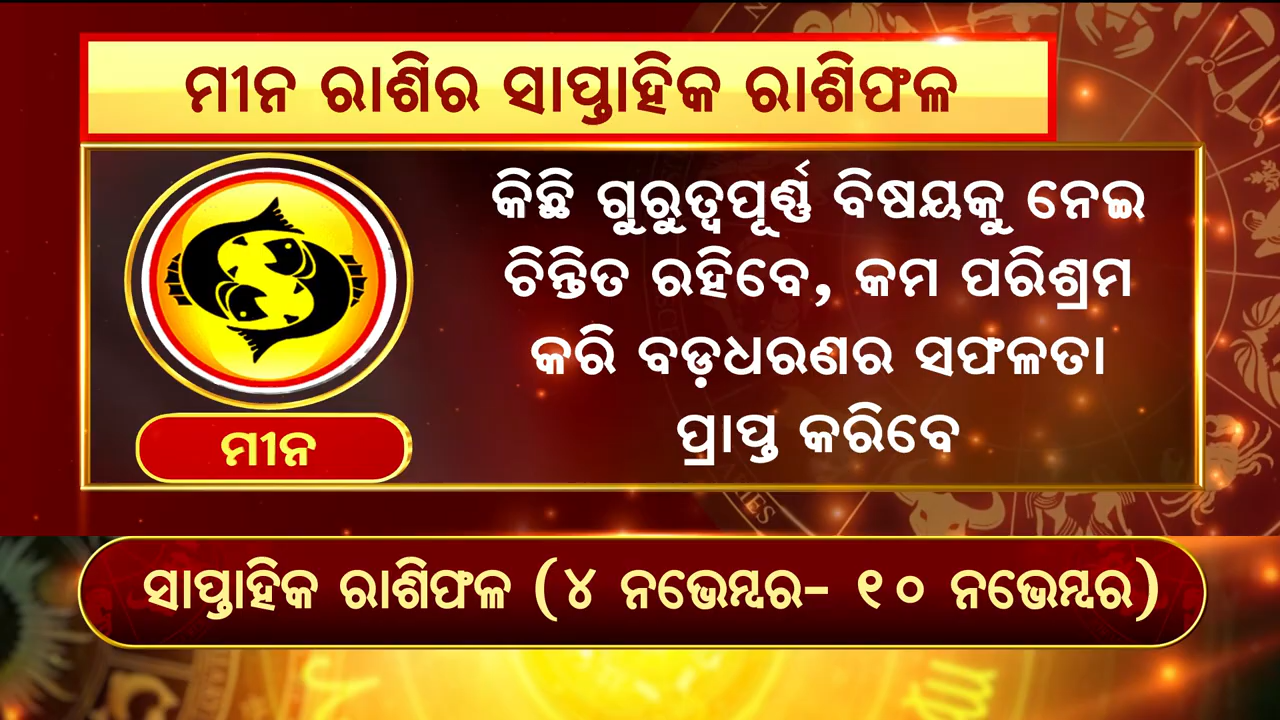 ମୀନ ରାଶିର ସାପ୍ତାହିକ ରାଶିଫଳ
କିଛି ଗୁରୁତ୍ୱପୂର୍ଣ୍ଣ ବିଷୟକୁ ନେଇ
ଚିନ୍ତିତ ରହିବେ, କମ ପରିଶ୍ରମ
କରି ବଡ଼ଧରଣର ସଫଳତା
ପ୍ରାପ୍ତ କରିବେ
ମୀନ
ସାପ୍ତାହିକ ରାଶିଫଳ (୪ ନଭେମ୍ବର- ୧୦ ନଭେମ୍ବର)